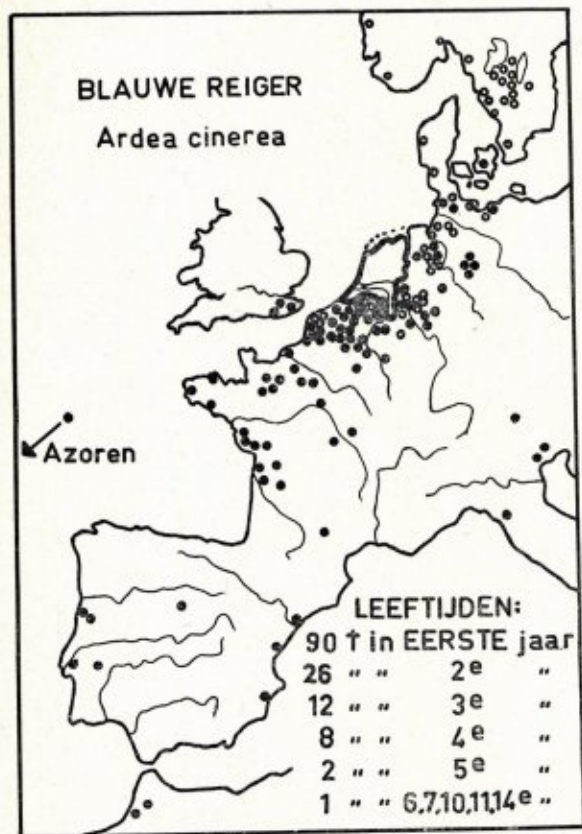 BLAUWE REIGER
Ardea cinerea
Azoren
LEEFTIJDEN:
90 † in EERSTE jaar
26 " " 2e "
12 " " 3e "
8 " " 4e "
2 " " 5e "
1 " " 6,7,10,11,14e "